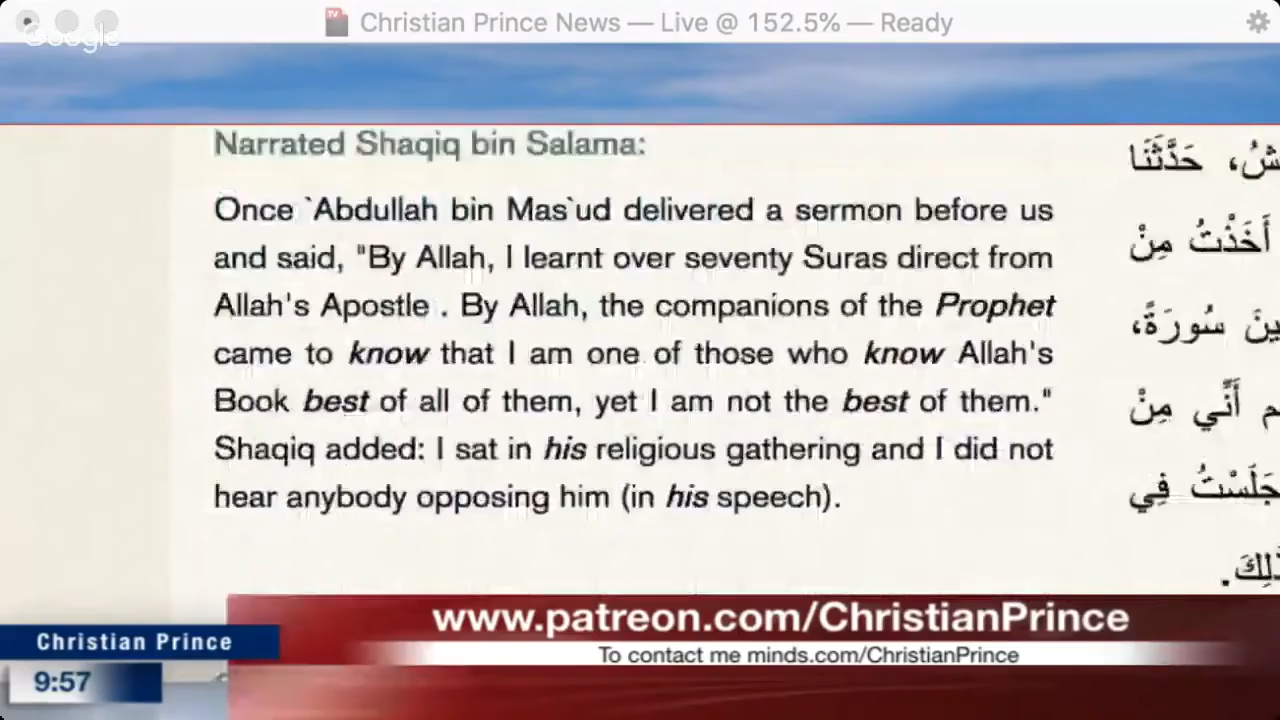 Christian Prince News — Live @ 152.5% — Ready
Google
Narrated Shaqiq bin Salama:
Once `Abdullah bin Mas`ud delivered a sermon before us
and said, "By Allah, I learnt over seventy Suras direct from
Allah's Apostle . By Allah, the companions of the Prophet
came to know that I am one of those who know Allah's
Book best of all of them, yet I am not the best of them."
Shaqiq added: I sat in his religious gathering and I did not
hear anybody opposing him (in his speech).
حَدَّثَنَا
أَخَذْتُ مِنْ
سُورَةً،
أَنِّي مِنْ
جَلَسْتُ فِي
www.patreon.com/ChristianPrince
To contact me minds.com/ChristianPrince
Christian Prince
9:57